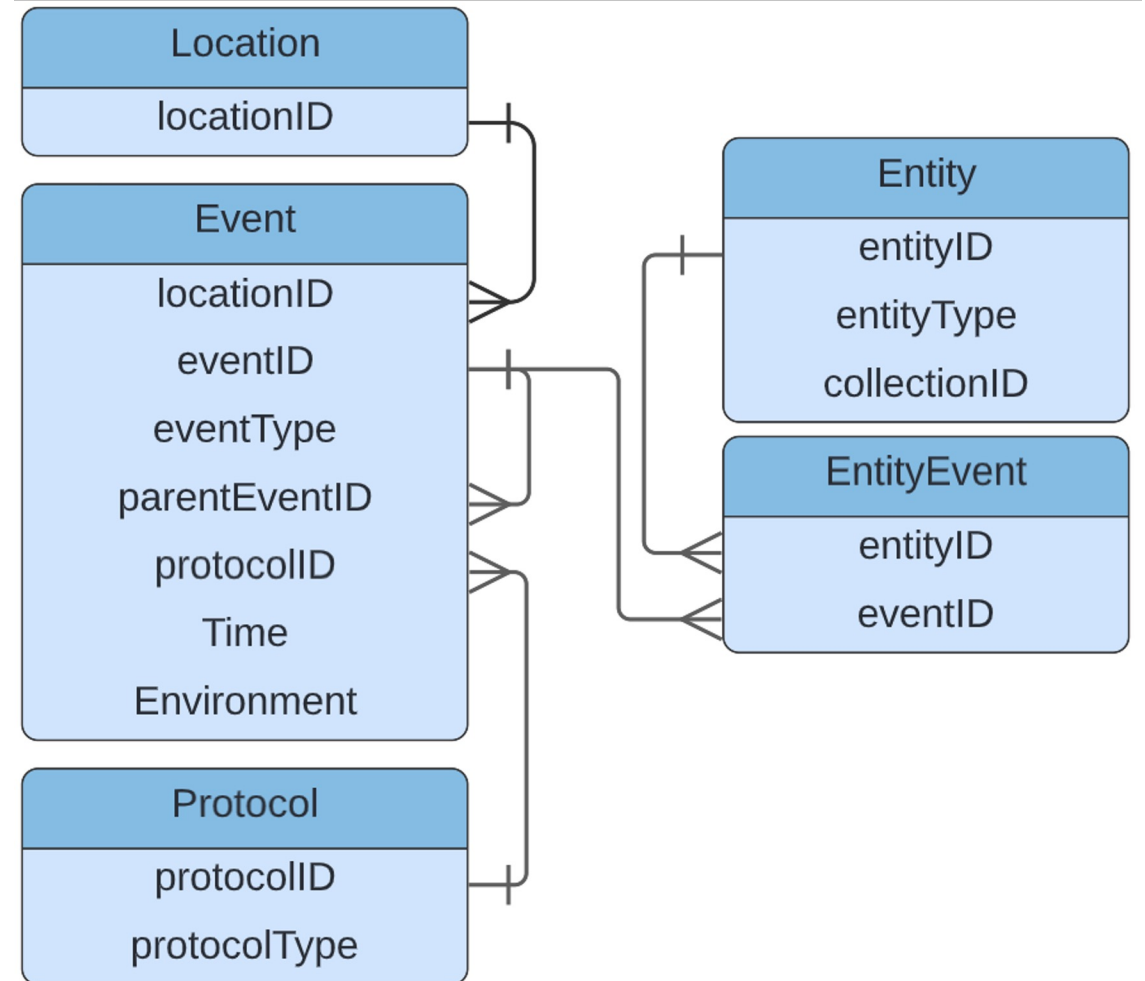 Location
locationID
Event
locationID
eventID
eventType
parentEventID
protocolID
Time
Environment
Protocol
protocolID
protocolType
Entity
entityID
entityType
collectionID
EntityEvent
entityID
eventID